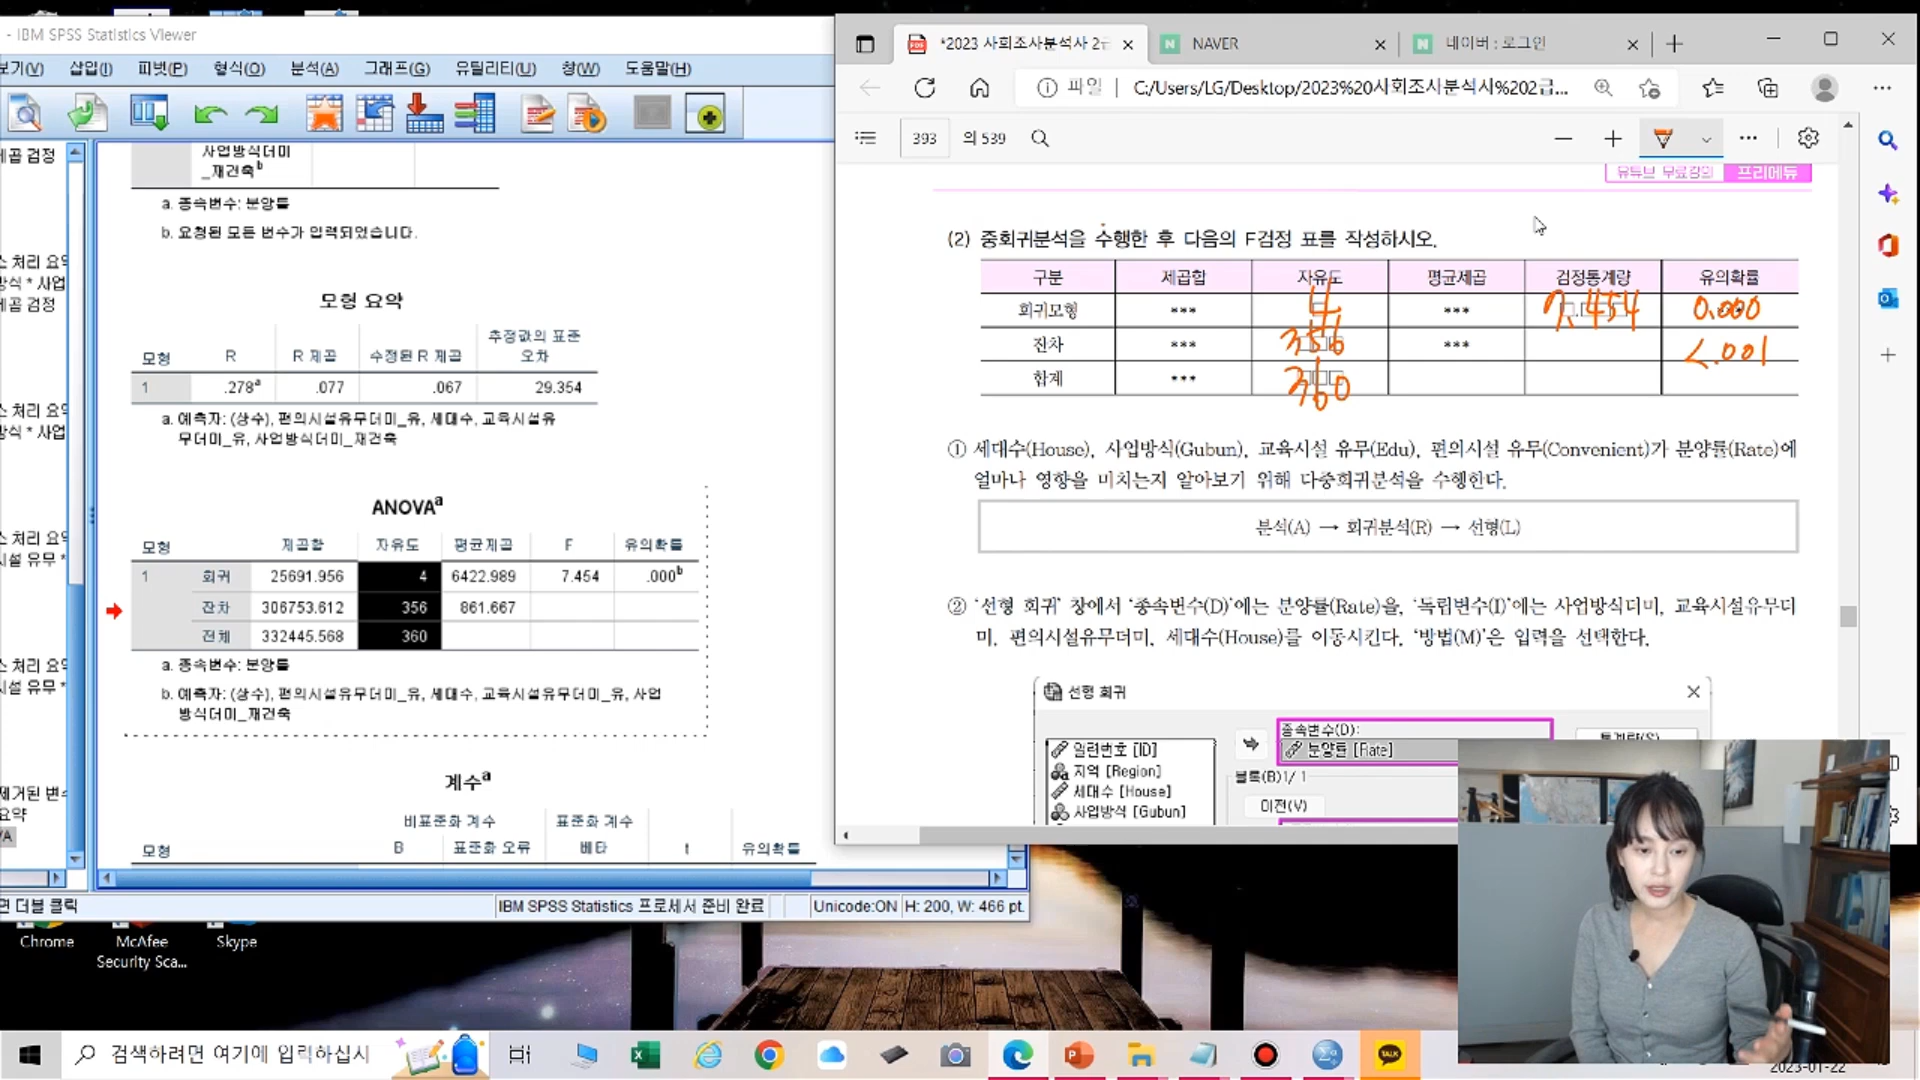 - IBM SPSS Statistics Viewer
보기(V) 삽입(I) 피벗(P) 형식(O) 분석(A) 그래프(G) 유틸리티(U) 창(W) 도움말(H)
사업방식더미
_재건축b
a. 종속변수: 분양률
b. 요청된 모든 변수가 입력되었습니다.
모형 요약
모형 R R 제곱 수정된 R 제곱 추정값의 표준 오차
1 .278a .077 .067 29.354
a. 예측자: (상수), 편의시설유무더미_유, 세대수, 교육시설유
무더미_유, 사업방식더미_재건축
ANOVAa
모형 제곱합 자유도 평균제곱 F 유의확률
1 회귀 25691.956 4 6422.989 7.454 .000b
잔차 306753.612 356 861.667
전체 332445.568 360
a. 종속변수: 분양률
b. 예측자: (상수), 편의시설유무더미_유, 세대수, 교육시설유무더미_유, 사업
방식더미_재건축
계수a
비표준화 계수 표준화 계수
모형 B 표준화 오류 베타 t 유의확률
IBM SPSS Statistics 프로세서 준비 완료 Unicode:ON H: 200, W: 466 pt.
면 더블 클릭
Chrome
McAfee
Security Sca...
Skype
검색하려면 여기에 입력하십시
*2023 사회조사분석사 2급
NAVER
네이버 : 로그인
파일 C:/Users/LG/Desktop/2023%20사회조사분석사%202급...
393 의 539
유튜브 무료강의 프리에듀
(2) 중회귀분석을 수행한 후 다음의 F검정 표를 작성하시오.
구분 제곱합 자유도 평균제곱 검정통계량 유의확률
회귀모형 *** 4 *** 7.454 0.000
잔차 *** 356 *** <.001
합계 *** 360
① 세대수(House), 사업방식(Gubun), 교육시설 유무(Edu), 편의시설 유무(Convenient)가 분양률(Rate)에
얼마나 영향을 미치는지 알아보기 위해 다중회귀분석을 수행한다.
분석(A) → 회귀분석(R) → 선형(L)
② ‘선형 회귀’ 창에서 ‘종속변수(D)’에는 분양률(Rate)을, ‘독립변수(I)’에는 사업방식더미, 교육시설유무더
미, 편의시설유무더미, 세대수(House)를 이동시킨다. ‘방법(M)’은 입력을 선택한다.
선형 회귀
종속변수(D):
분양률 [Rate]
일련번호 [ID]
지역 [Region]
세대수 [House]
사업방식 [Gubun]
블록(B)1/ 1
이전(V)
TALK
2023-01-22